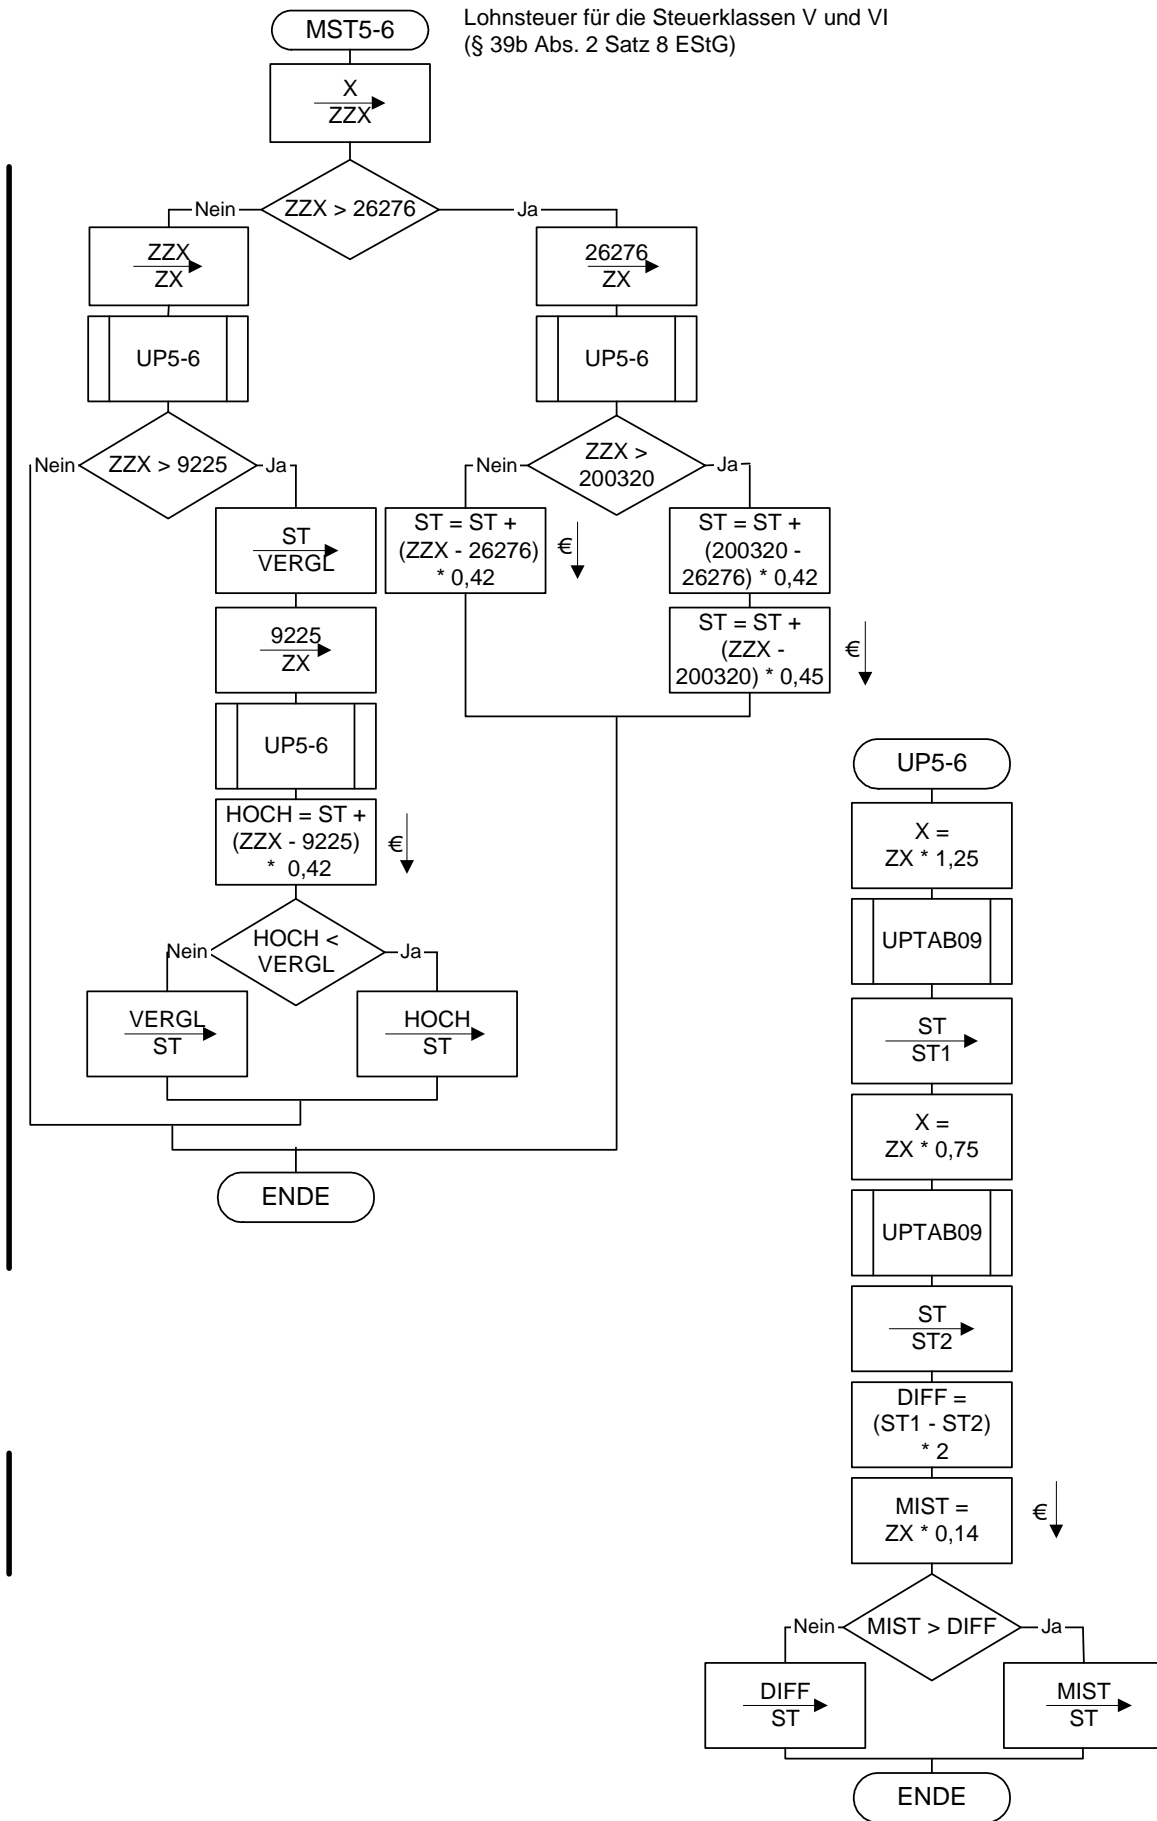 MST5-6
Lohnsteuer für die Steuerklassen V und VI
(§ 39b Abs. 2 Satz 8 EStG)
X
ZZX
ZZX > 26276
Nein
Ja
ZZX
ZX
26276
ZX
UP5-6
UP5-6
ZZX > 9225
Nein
Ja
ZZX >
200320
Nein
Ja
ST
VERGL
ST = ST +
(ZZX - 26276)
* 0,42
€
ST = ST +
(200320 -
26276) * 0,42
9225
ZX
ST = ST +
(ZZX -
200320) * 0,45
€
UP5-6
HOCH = ST +
(ZZX - 9225)
* 0,42
€
HOCH <
VERGL
Nein
Ja
VERGL
ST
HOCH
ST
ENDE
UP5-6
X =
ZX * 1,25
UPTAB09
ST
ST1
X =
ZX * 0,75
UPTAB09
ST
ST2
DIFF =
(ST1 - ST2)
* 2
MIST =
ZX * 0,14
€
MIST > DIFF
Nein
Ja
DIFF
ST
MIST
ST
ENDE